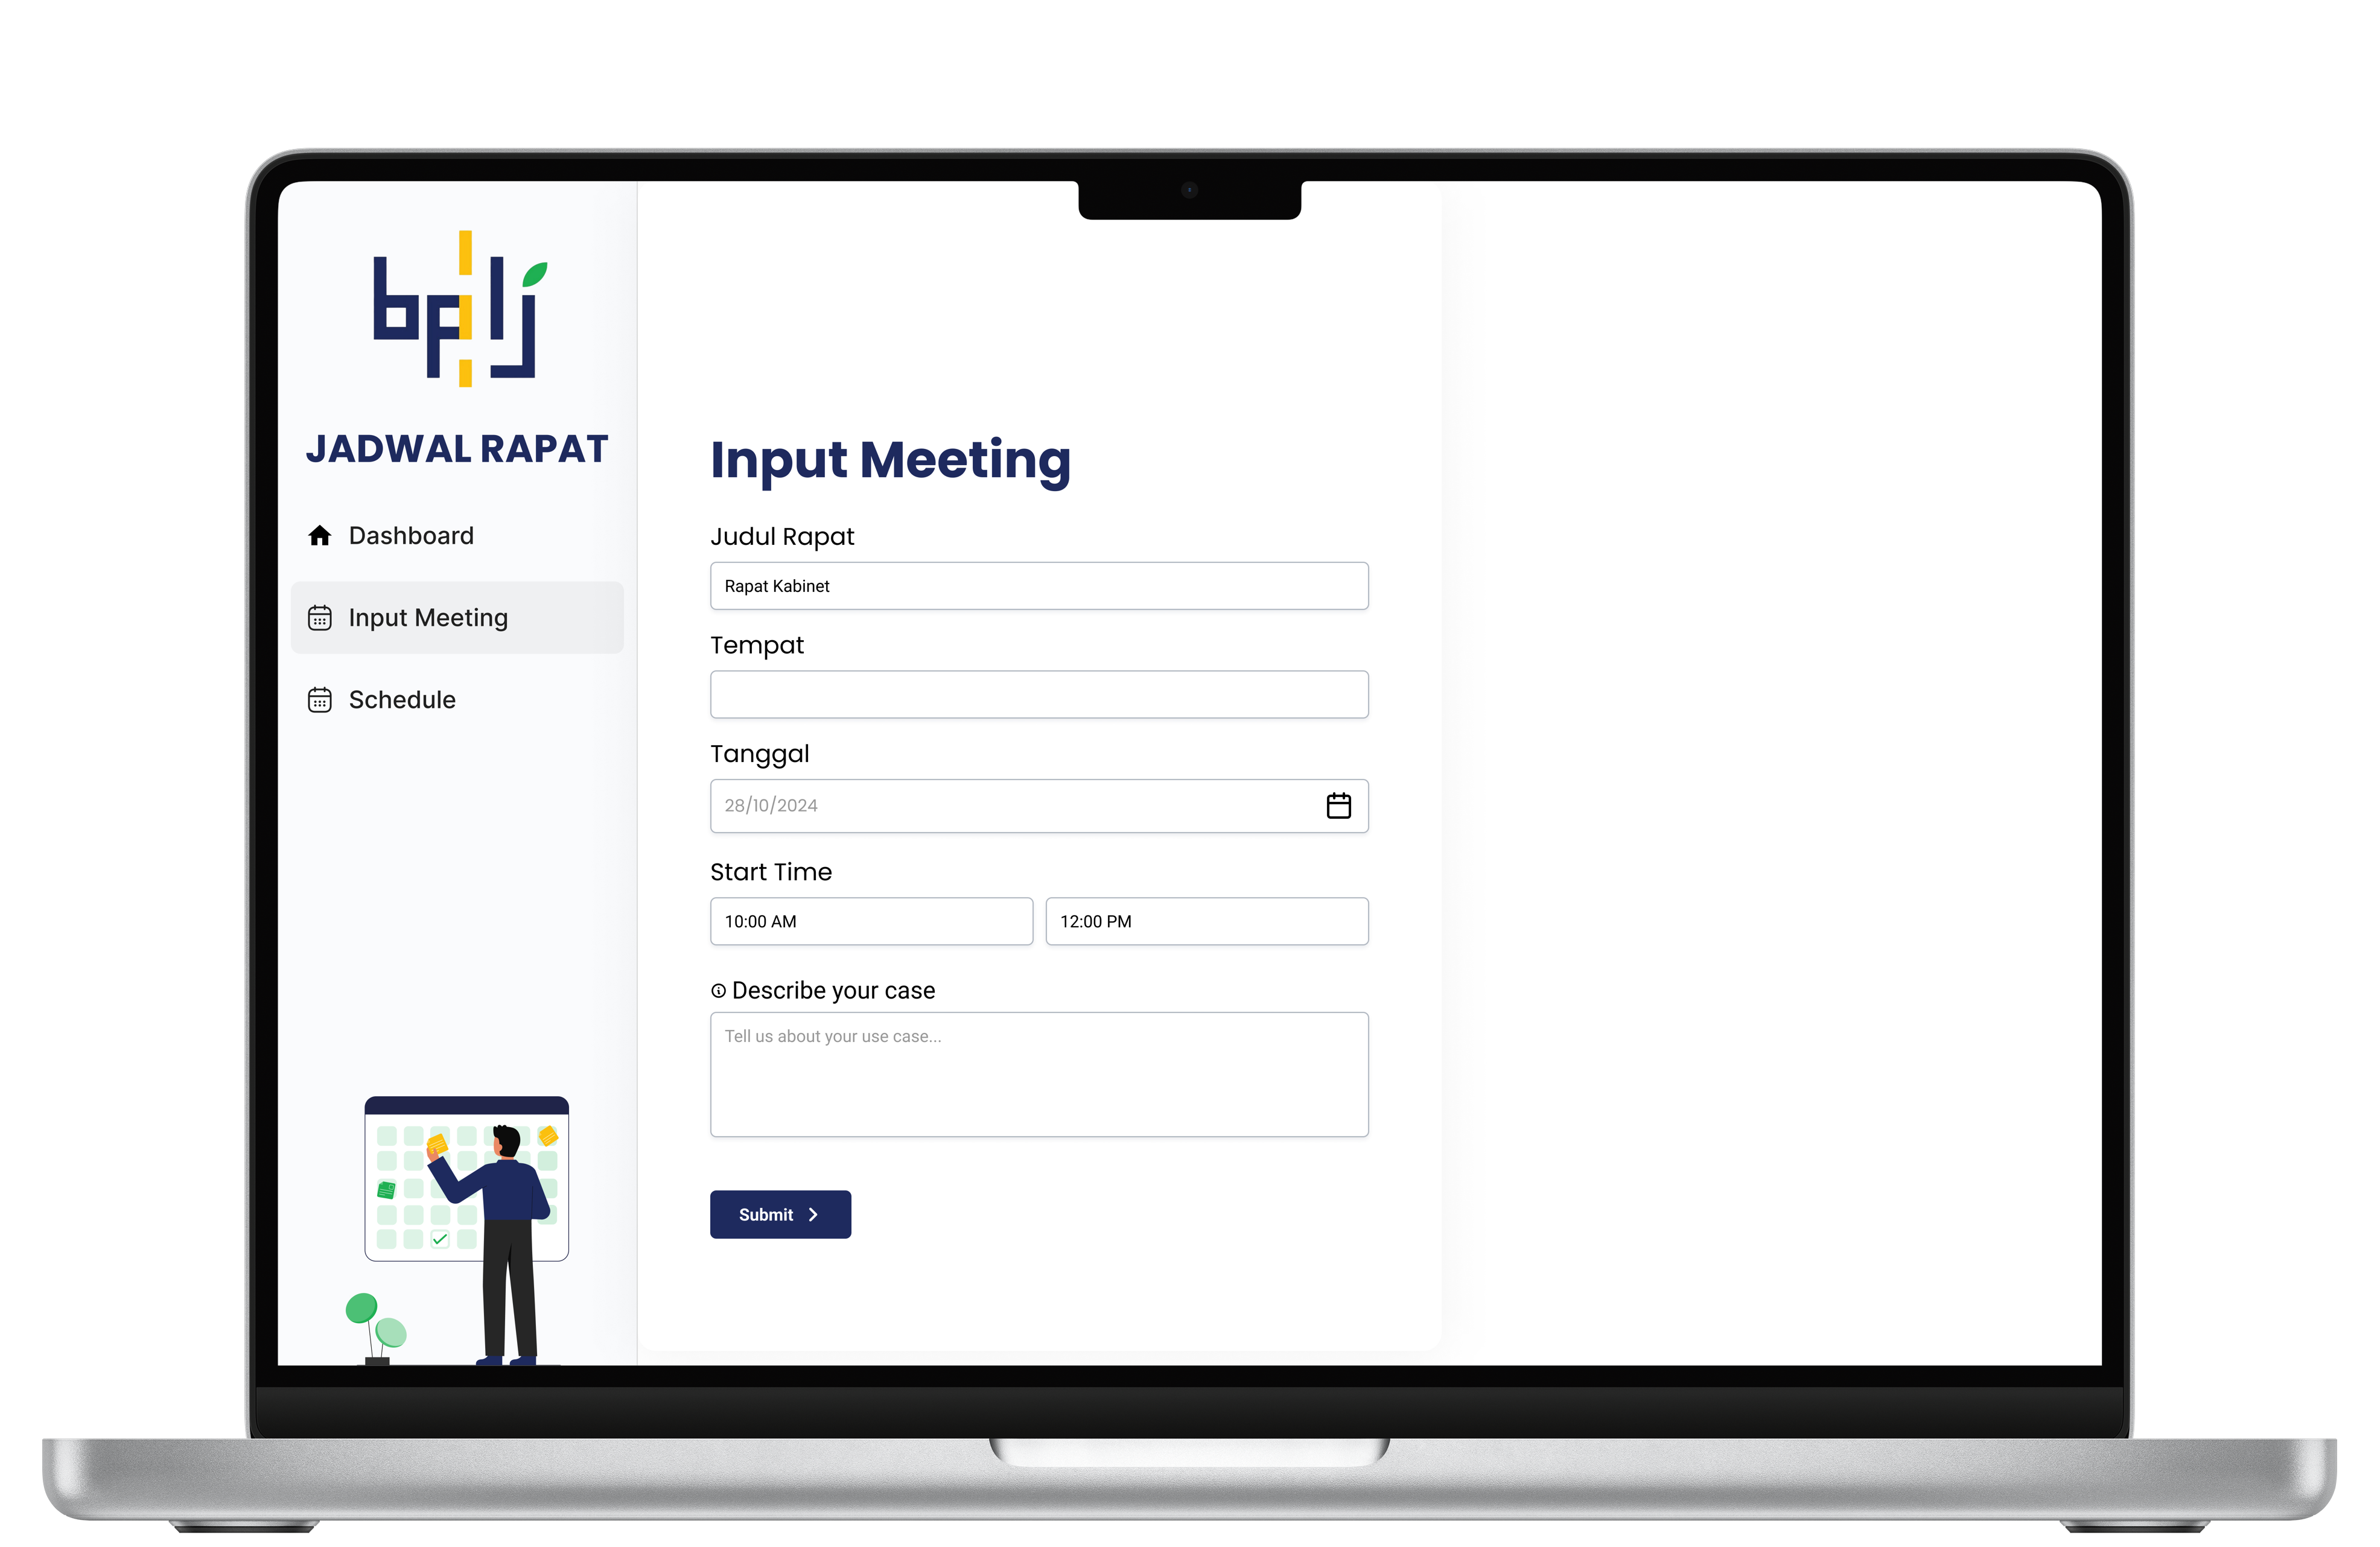 bpjlj
JADWAL RAPAT
Dashboard
Input Meeting
Schedule
Input Meeting
Judul Rapat
Rapat Kabinet
Tempat
Tanggal
28/10/2024
Start Time
10:00 AM 12:00 PM
Describe your case
Tell us about your use case...
Submit